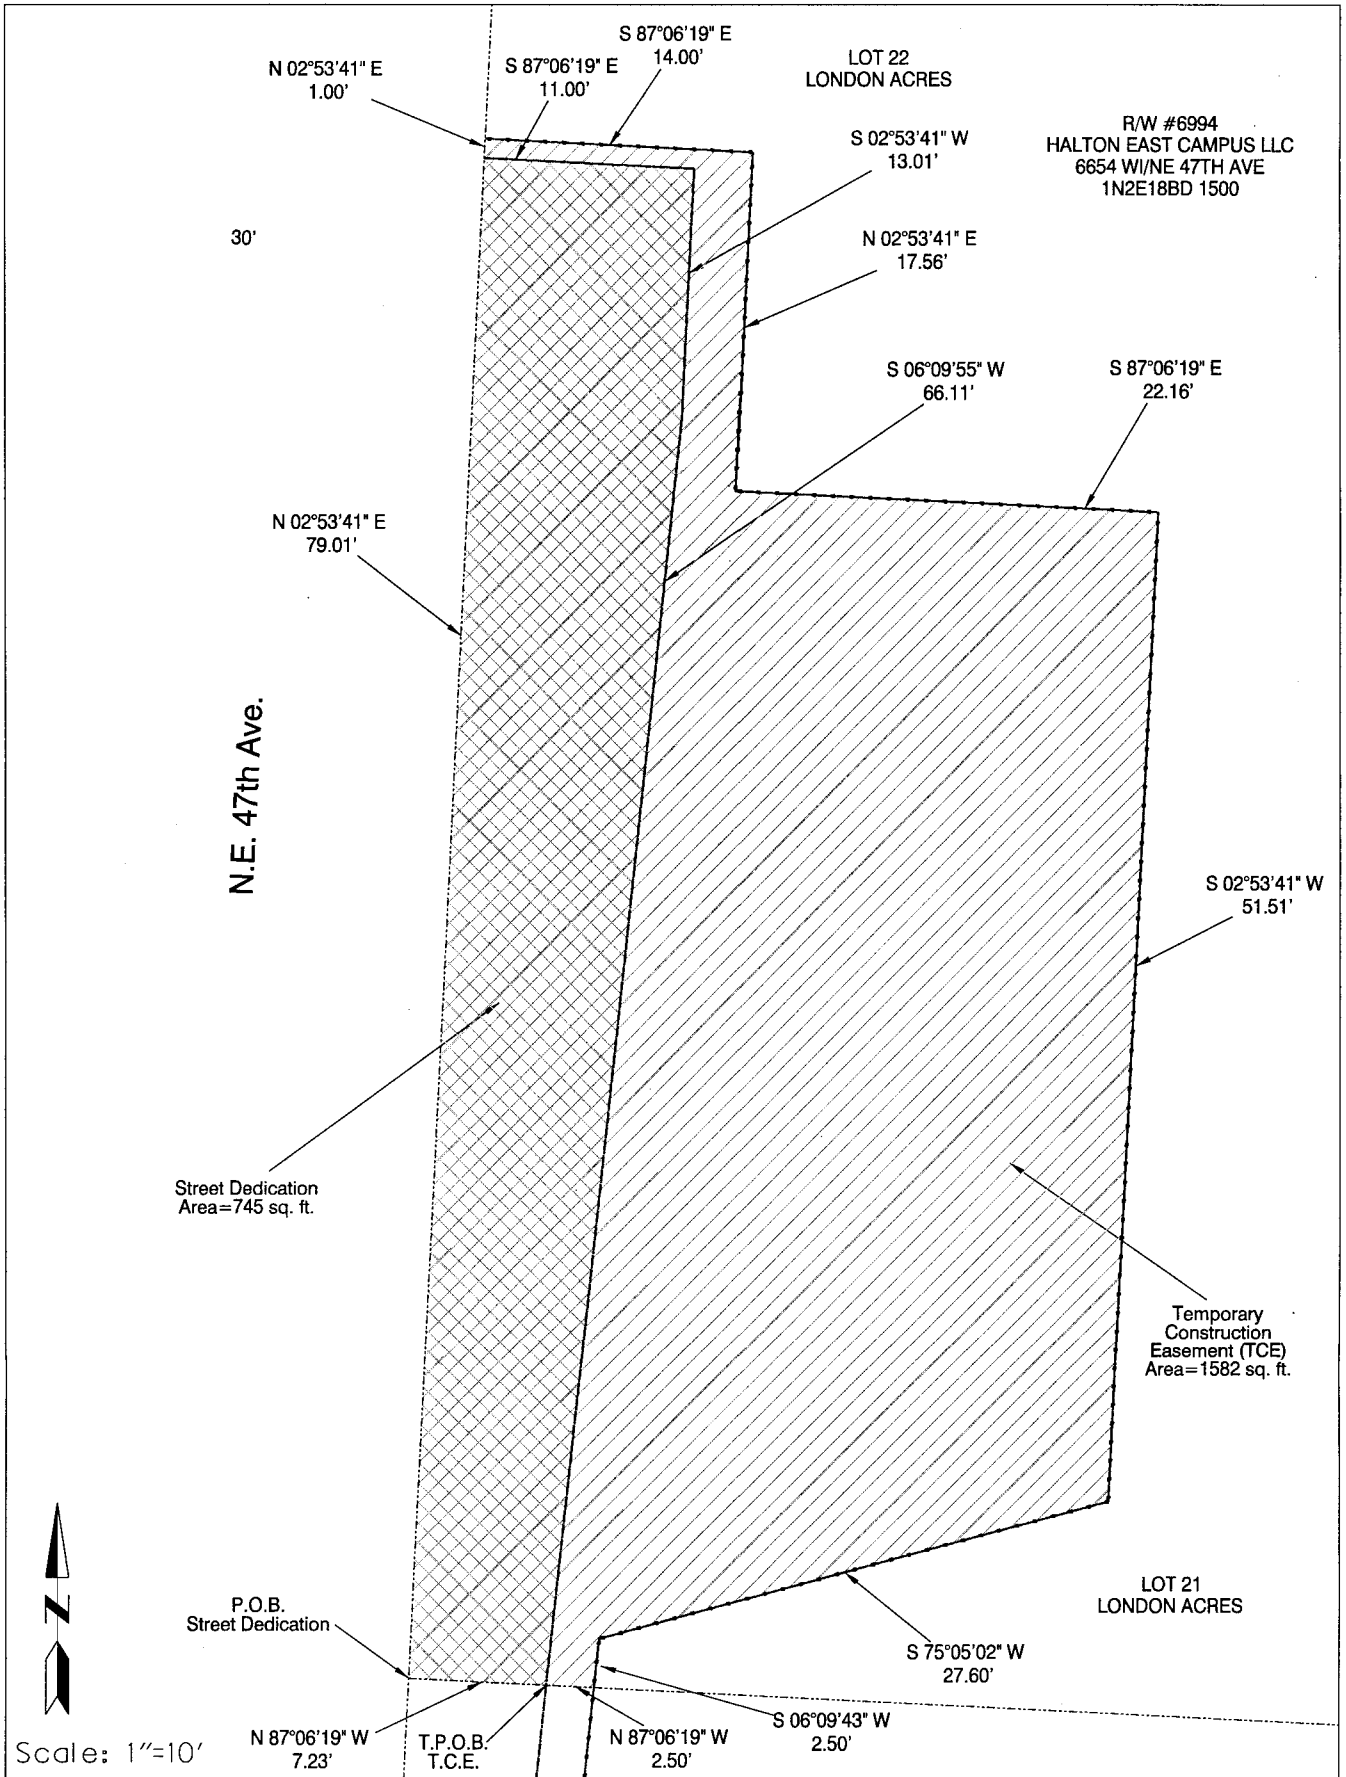 S 87°06'19" E
14.00'
N 02°53'41" E
1.00'
S 87°06'19" E
11.00'
LOT 22
LONDON ACRES
R/W #6994
HALTON EAST CAMPUS LLC
6654 WI/NE 47TH AVE
1N2E18BD 1500
S 02°53'41" W
13.01'
30'
N 02°53'41" E
17.56'
S 06°09'55" W
66.11'
S 87°06'19" E
22.16'
N 02°53'41" E
79.01'
N.E. 47th Ave.
S 02°53'41" W
51.51'
Street Dedication
Area=745 sq. ft.
Temporary
Construction
Easement (TCE)
Area=1582 sq. ft.
N
P.O.B.
Street Dedication
LOT 21
LONDON ACRES
S 75°05'02" W
27.60'
S 06°09'43" W
2.50'
N 87°06'19" W
7.23'
T.P.O.B.
T.C.E.
N 87°06'19" W
2.50'
Scale: 1"=10'